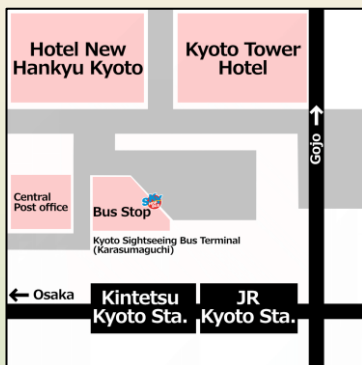 Hotel New
Hankyu Kyoto
Kyoto Tower
Hotel
Gojo
Central
Post office
Bus Stop
Kyoto Sightseeing Bus Terminal
(Karasumaguchi)
Osaka
Kintetsu
Kyoto Sta.
JR
Kyoto Sta.